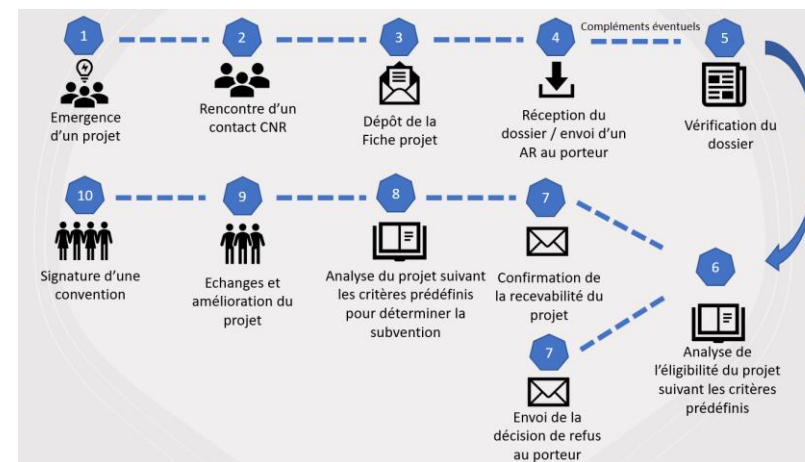 1
Emergence
d'un projet
2
Rencontre d'un
contact CNR
3
Dépôt de la
Fiche projet
4
Réception du
dossier / envoi d'un
AR au porteur
Compléments éventuels
5
Vérification du
dossier
6
Analyse de
l'éligibilité du projet
suivant les critères
prédéfinis
7
Confirmation de
la recevabilité du
projet
7
Envoi de la
décision de refus
au porteur
8
Analyse du projet suivant
les critères prédéfinis
pour déterminer la
subvention
9
Echanges et
amélioration du
projet
10
Signature d'une
convention